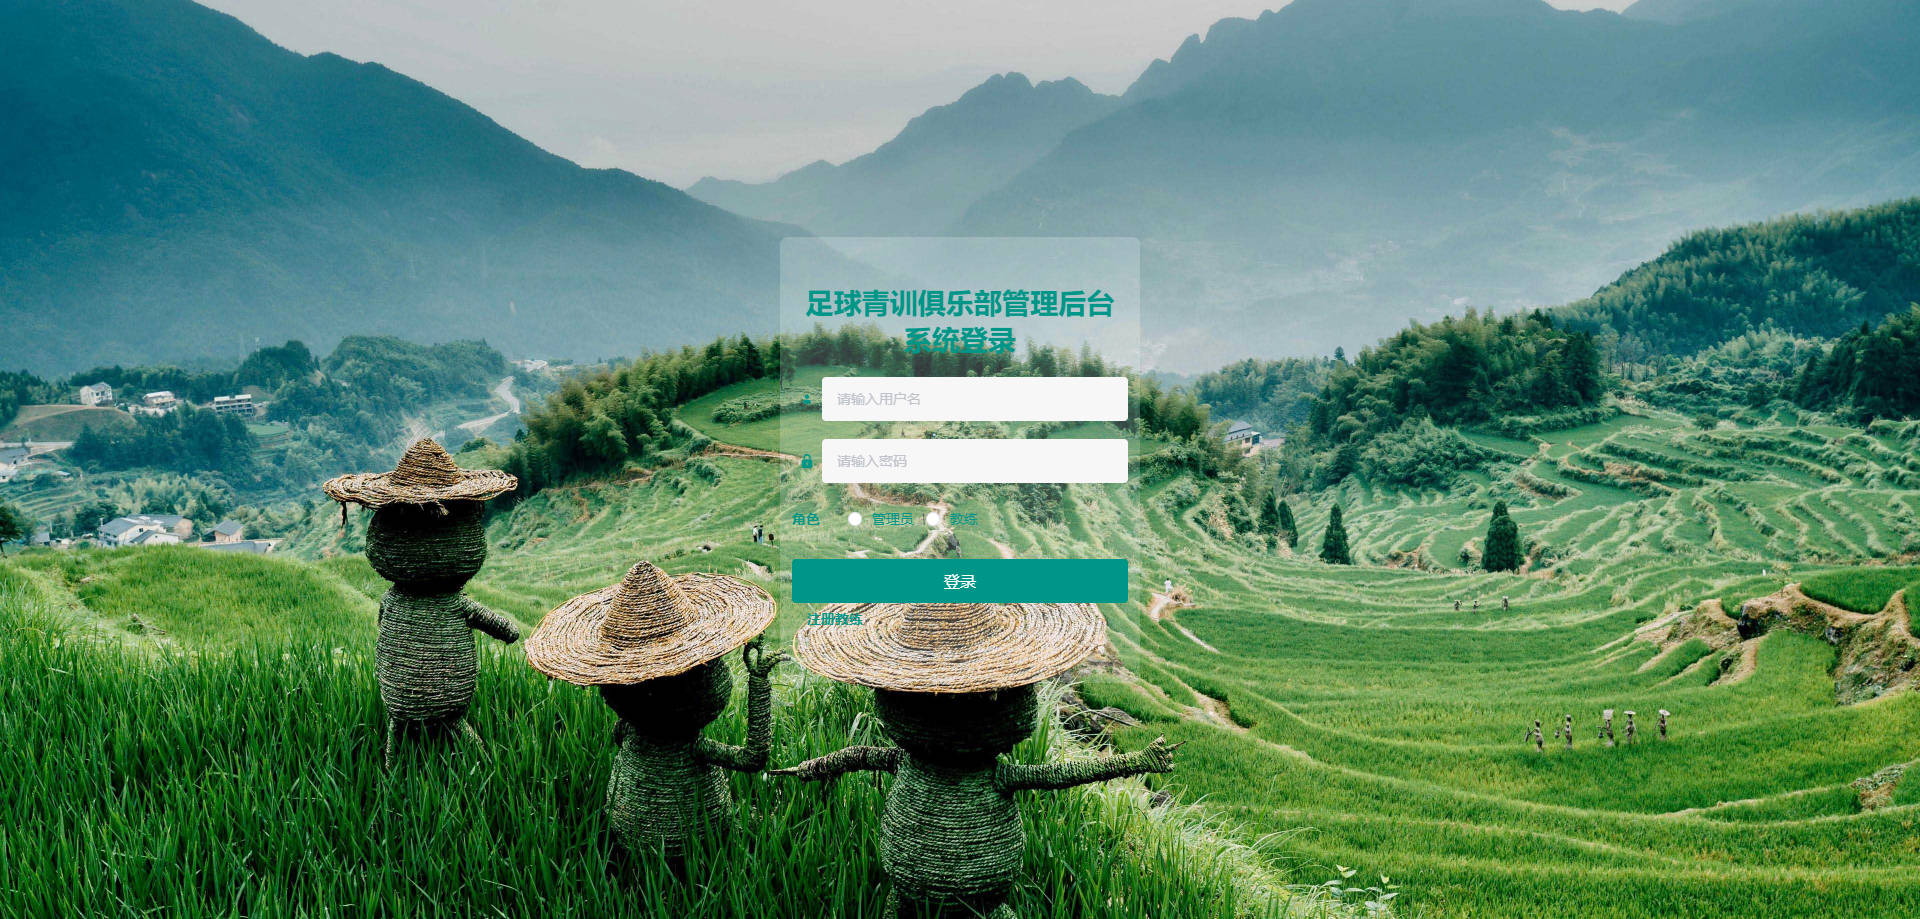 足球青训俱乐部管理后台
系统登录
请输入用户名
请输入密码
角色 管理员 教练
登录
注册教练